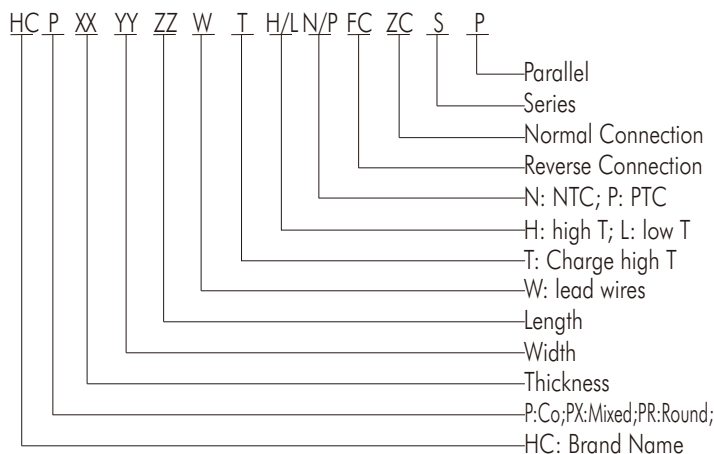 HC P XX YY ZZ W T H/L N/P FC ZC S P
Parallel
Series
Normal Connection
Reverse Connection
N: NTC; P: PTC
H: high T; L: low T
T: Charge high T
W: lead wires
Length
Width
Thickness
P:Co;PX:Mixed;PR:Round;
HC: Brand Name